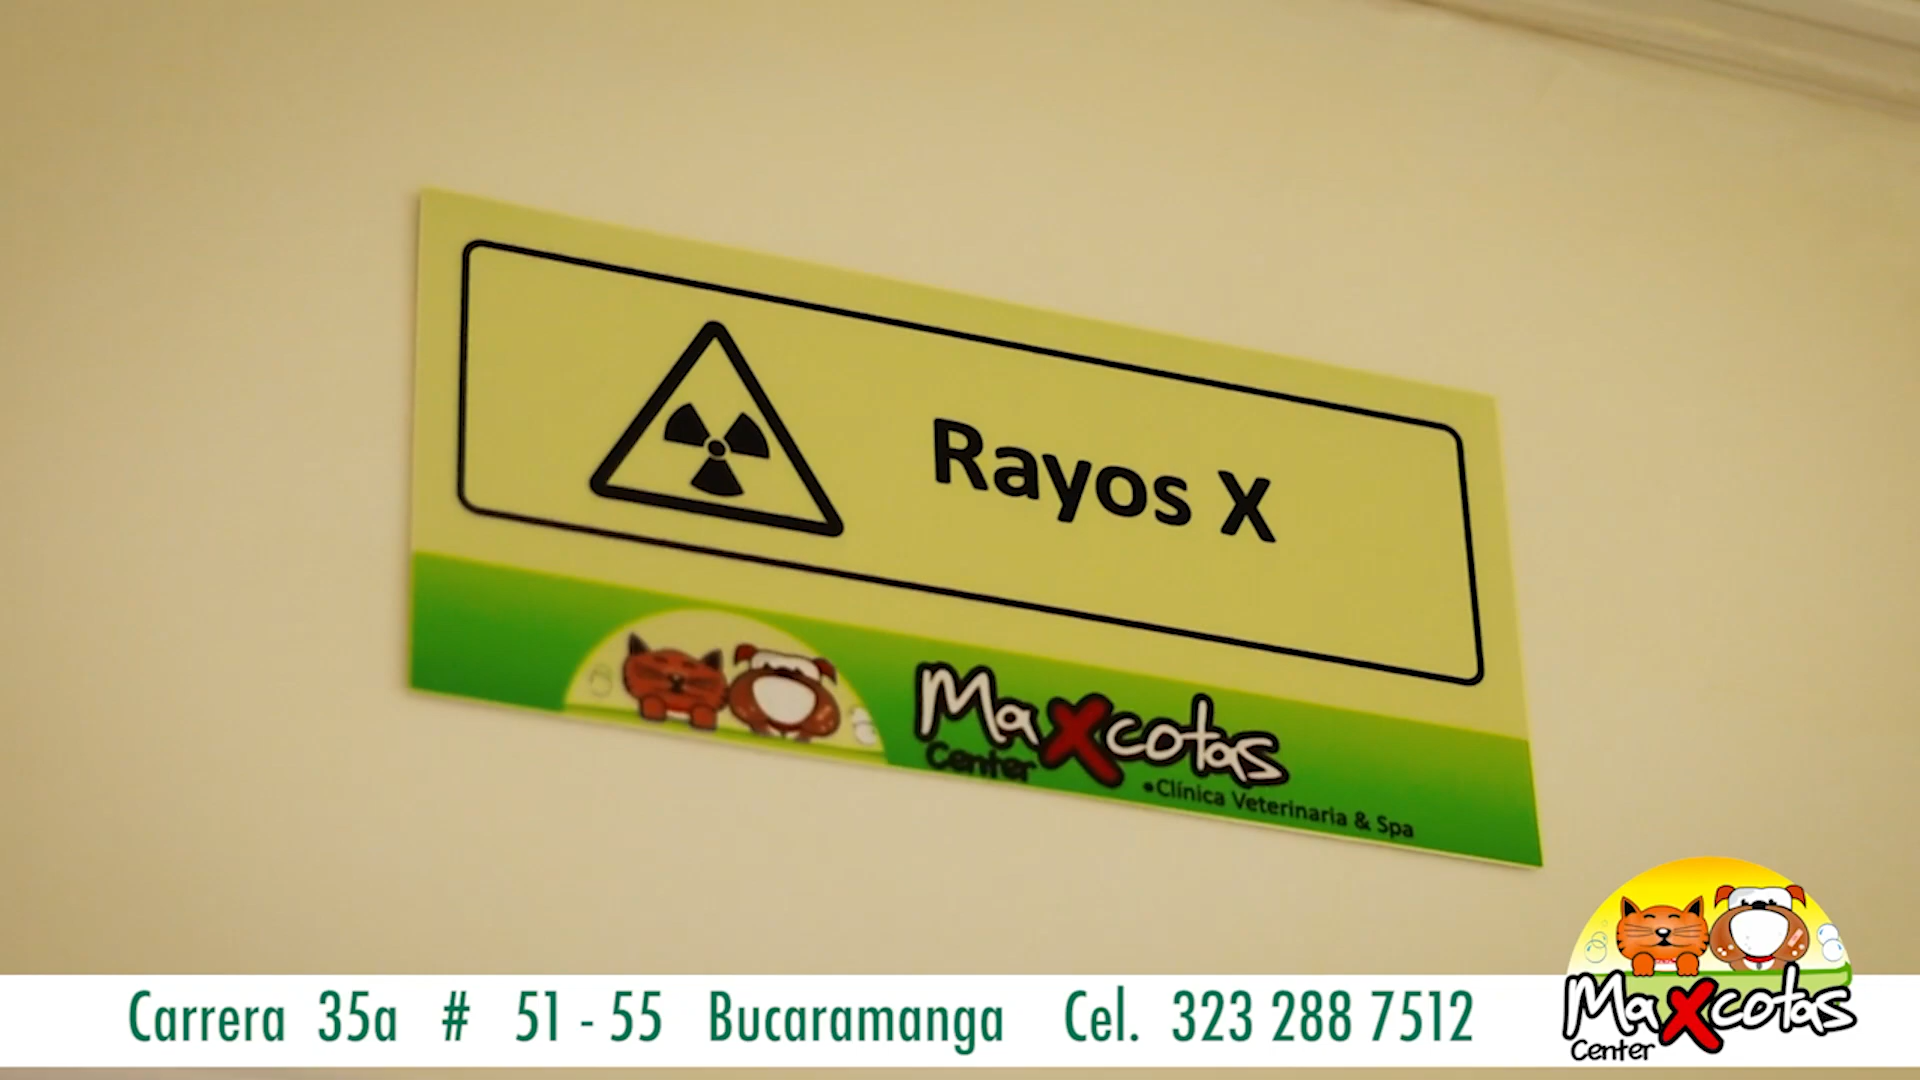 Rayos X
MaXcotas
Center
•Clínica Veterinaria & Spa
Carrera 35a # 51 - 55 Bucaramanga Cel. 323 288 7512
MaXcotas
Center